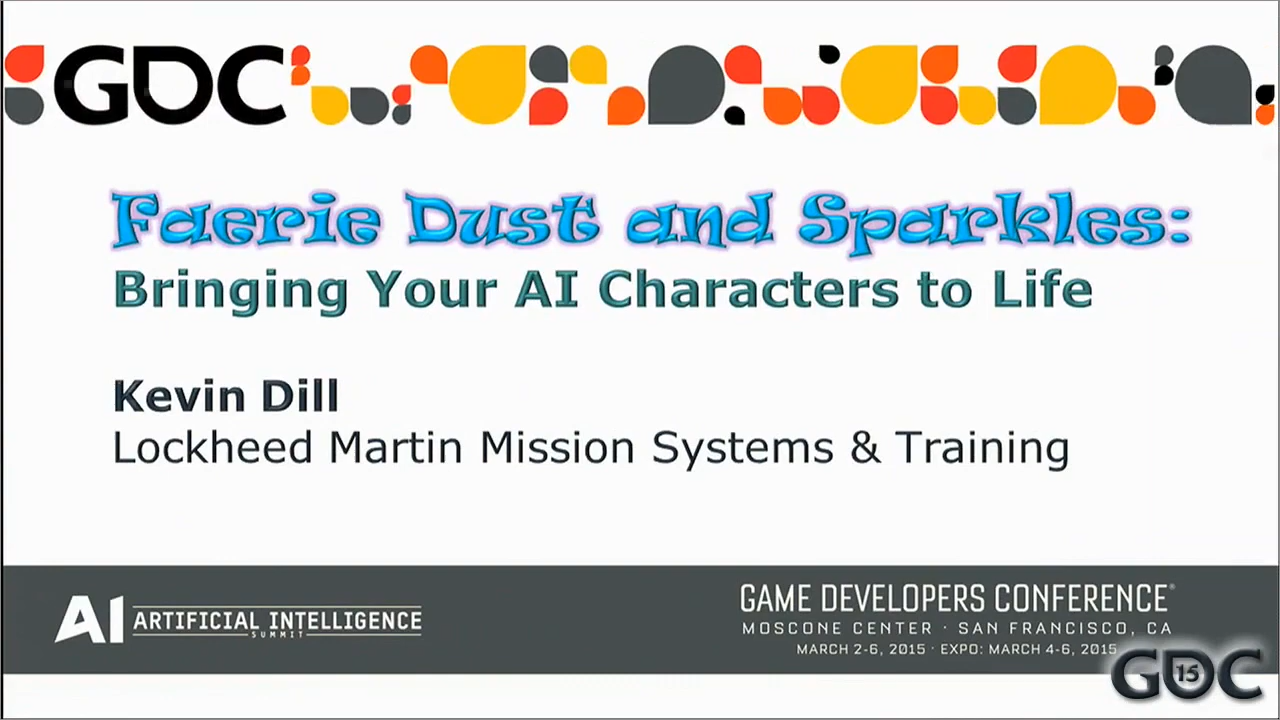 GDC
Faerie Dust and Sparkles:
Bringing Your AI Characters to Life
Kevin Dill
Lockheed Martin Mission Systems & Training
AI ARTIFICIAL INTELLIGENCE
SUMMIT
GAME DEVELOPERS CONFERENCE®
MOSCONE CENTER · SAN FRANCISCO, CA
MARCH 2-6, 2015 · EXPO: MARCH 4-6, 2015
GDC 15